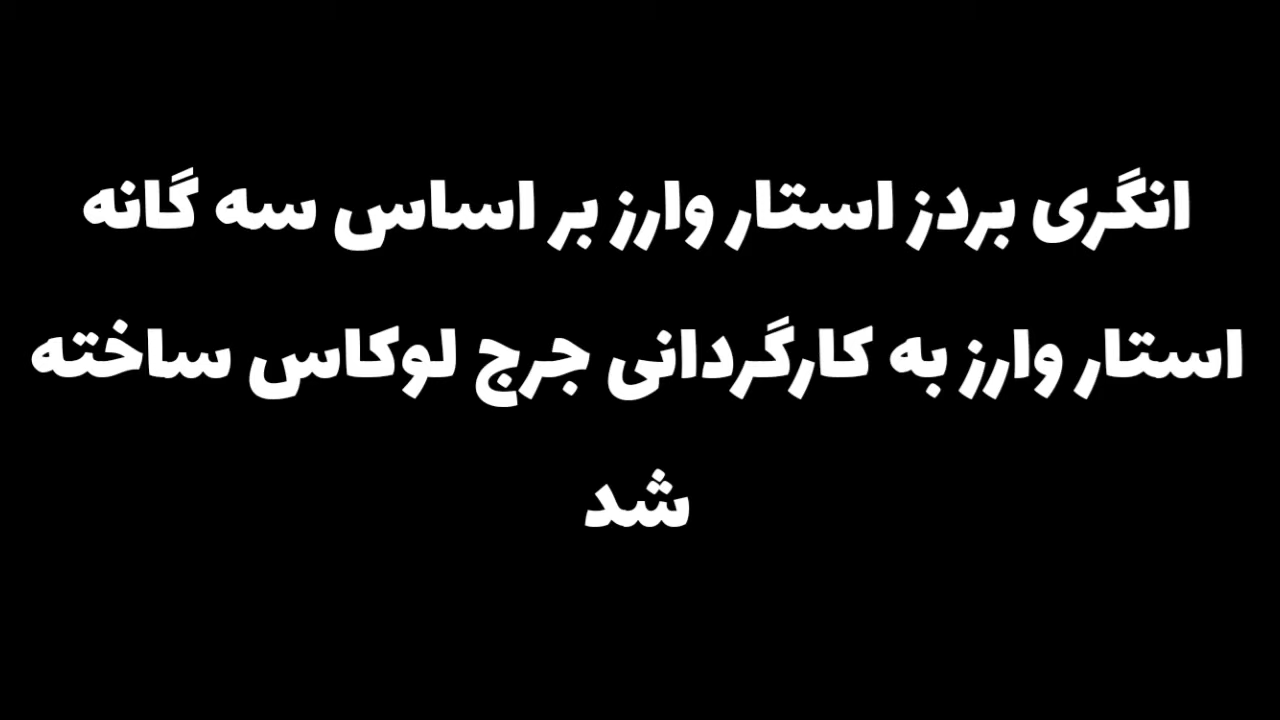 انگری بردز استار وارز بر اساس سه گانه
استار وارز به کارگردانی جرج لوکاس ساخته
شد